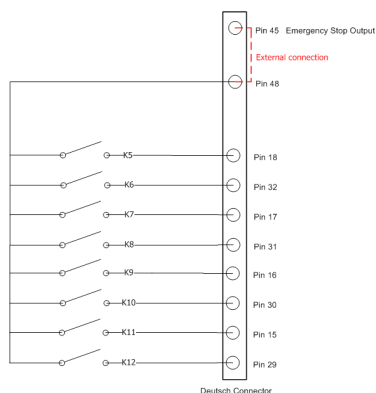 Pin 45 Emergency Stop Output
External connection
Pin 48
K5 Pin 18
K6 Pin 32
K7 Pin 17
K8 Pin 31
K9 Pin 16
K10 Pin 30
K11 Pin 15
K12 Pin 29
Deutsch Connector